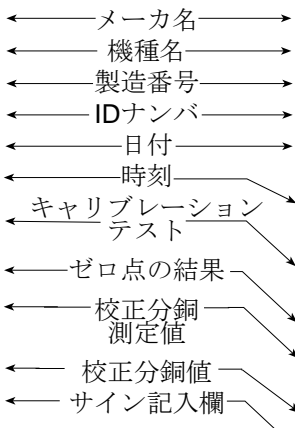 メーカ名
機種名
製造番号
IDナンバ
日付
時刻
キャリブレーション
テスト
ゼロ点の結果
校正分銅
測定値
校正分銅値
サイン記入欄